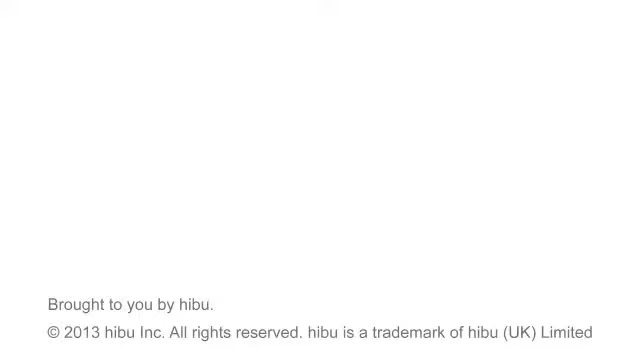 Brought to you by hibu.
© 2013 hibu Inc. All rights reserved. hibu is a trademark of hibu (UK) Limited